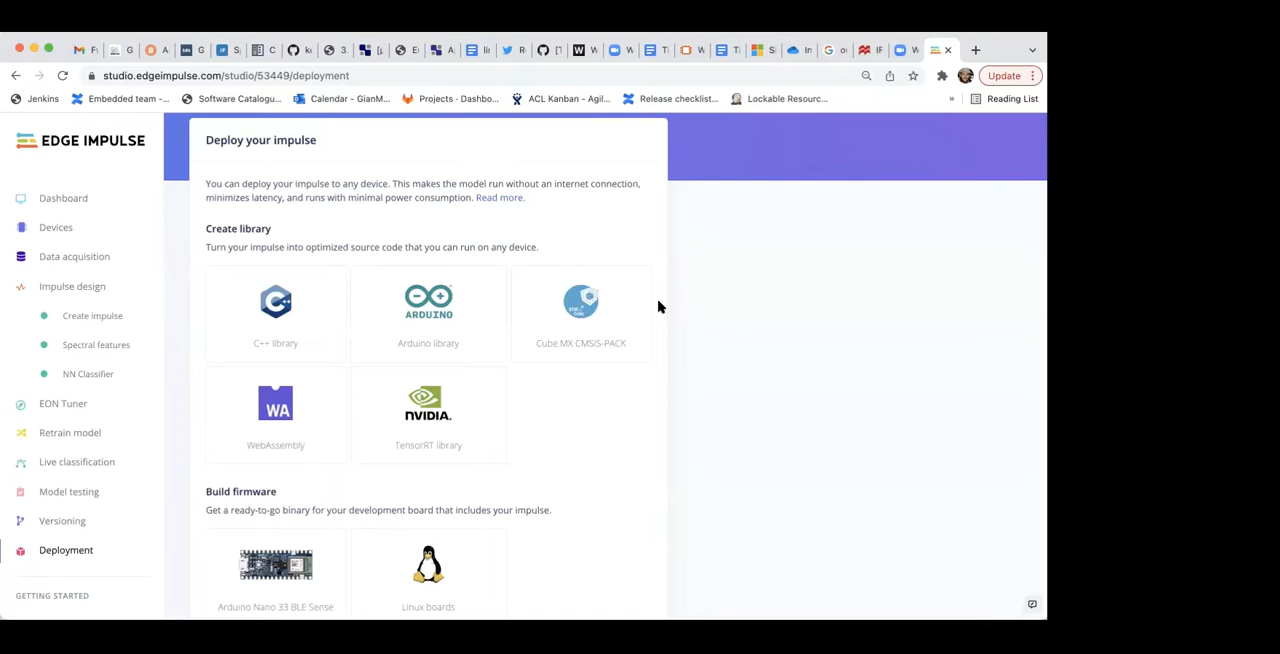 studio.edgeimpulse.com/studio/53449/deployment
Update
Jenkins
Embedded team -...
Software Catalogu...
Calendar - GianM...
Projects - Dashbo...
ACL Kanban - Agil...
Release checklist...
Lockable Resourc...
»
Reading List
EDGE IMPULSE
Dashboard
Devices
Data acquisition
Impulse design
Create impulse
Spectral features
NN Classifier
EON Tuner
Retrain model
Live classification
Model testing
Versioning
Deployment
GETTING STARTED
Deploy your impulse
You can deploy your impulse to any device. This makes the model run without an internet connection,
minimizes latency, and runs with minimal power consumption. Read more.
Create library
Turn your impulse into optimized source code that you can run on any device.
ARDUINO
C++ library
Arduino library
Cube.MX CMSIS-PACK
WA
NVIDIA.
WebAssembly
TensorRT library
Build firmware
Get a ready-to-go binary for your development board that includes your impulse.
Arduino Nano 33 BLE Sense
Linux boards